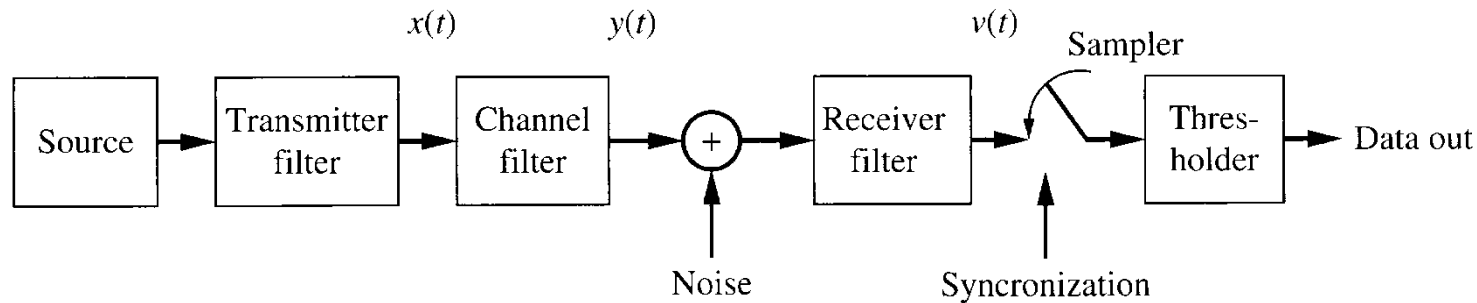 x(t)
y(t)
v(t)
Sampler
Source
Transmitter
filter
Channel
filter
+
Receiver
filter
Thres-
holder
Data out
Noise
Syncronization